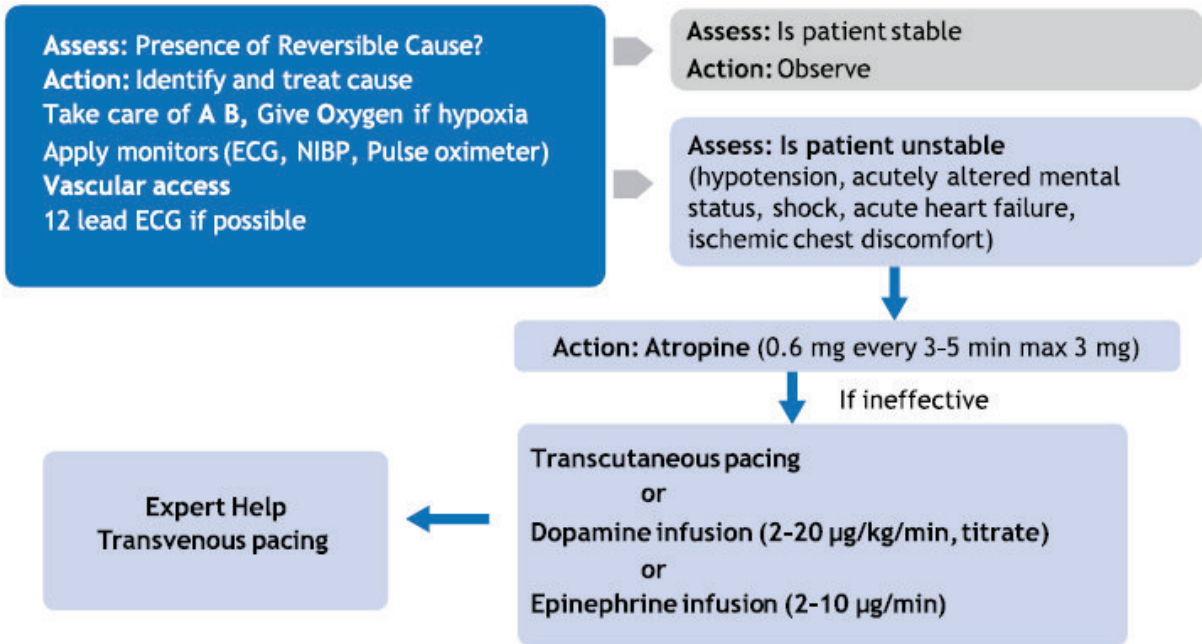 Assess: Presence of Reversible Cause?
Action: Identify and treat cause
Take care of A B, Give Oxygen if hypoxia
Apply monitors (ECG, NIBP, Pulse oximeter)
Vascular access
12 lead ECG if possible
Assess: Is patient stable
Action: Observe
Assess: Is patient unstable
(hypotension, acutely altered mental
status, shock, acute heart failure,
ischemic chest discomfort)
Action: Atropine (0.6 mg every 3-5 min max 3 mg)
If ineffective
Transcutaneous pacing
or
Dopamine infusion (2-20 µg/kg/min, titrate)
or
Epinephrine infusion (2-10 µg/min)
Expert Help
Transvenous pacing